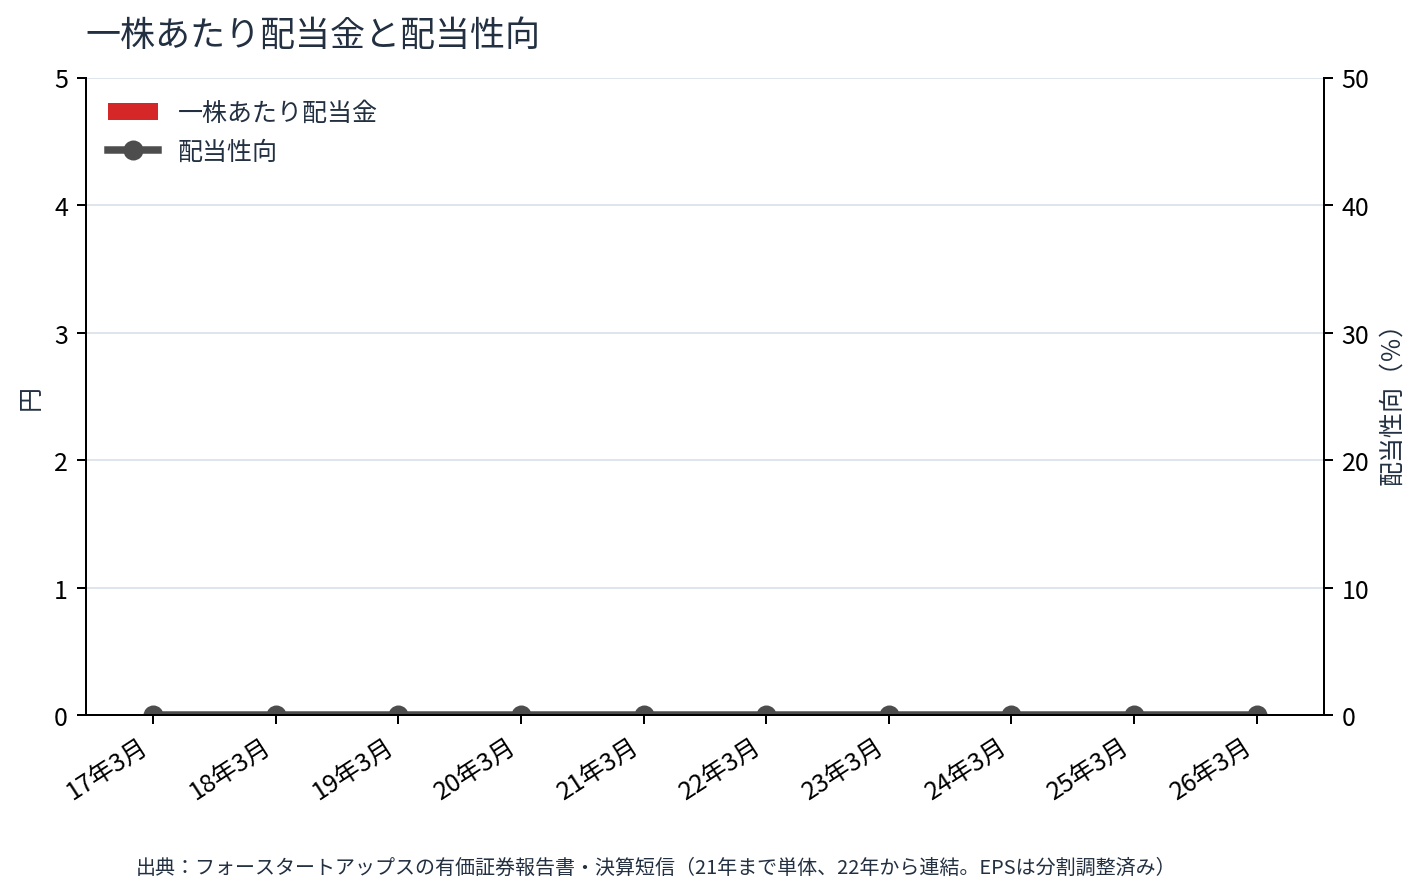 一株あたり配当金と配当性向
一株あたり配当金
配当性向
5
4
3
2
1
0
円
50
40
30
20
10
0
配当性向（%）
17年3月
18年3月
19年3月
20年3月
21年3月
22年3月
23年3月
24年3月
25年3月
26年3月
出典：フォースタートアップスの有価証券報告書・決算短信（21年まで単体、22年から連結。EPSは分割調整済み）